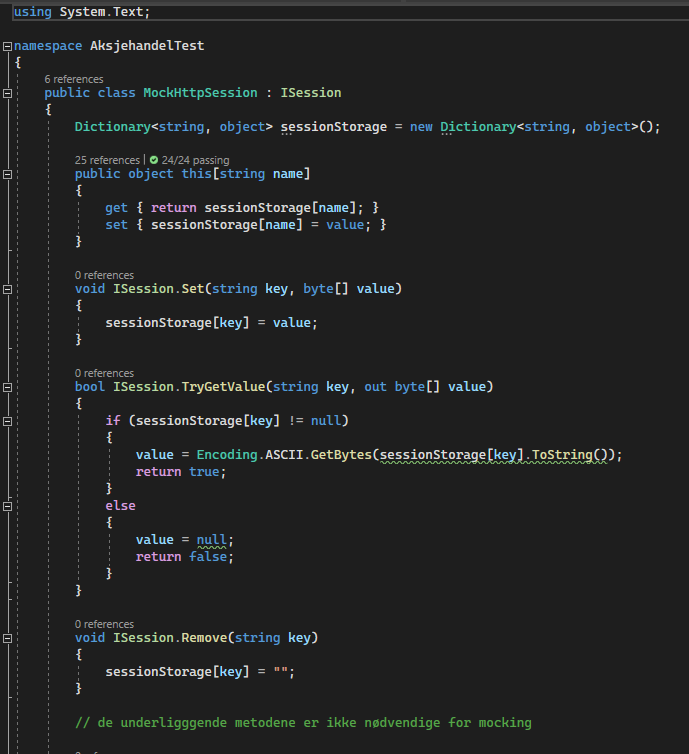 using System.Text;
namespace AksjehandelTest
{
6 references
public class MockHttpSession : ISession
{
Dictionary<string, object> sessionStorage = new Dictionary<string, object>();
25 references | 24/24 passing
public object this[string name]
{
get { return sessionStorage[name]; }
set { sessionStorage[name] = value; }
}
0 references
void ISession.Set(string key, byte[] value)
{
sessionStorage[key] = value;
}
0 references
bool ISession.TryGetValue(string key, out byte[] value)
{
if (sessionStorage[key] != null)
{
value = Encoding.ASCII.GetBytes(sessionStorage[key].ToString());
return true;
}
else
{
value = null;
return false;
}
}
0 references
void ISession.Remove(string key)
{
sessionStorage[key] = "";
}
// de underligggende metodene er ikke nødvendige for mocking